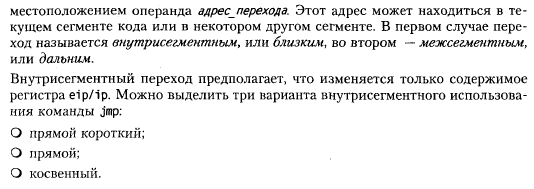 местоположением операнда адрес_перехода. Этот адрес может находиться в те-
кущем сегменте кода или в некотором другом сегменте. В первом случае пере-
ход называется внутрисегментным, или близким, во втором — межсегментным,
или дальним.
Внутрисегментный переход предполагает, что изменяется только содержимое
регистра eip/ip. Можно выделить три варианта внутрисегментного использова-
ния команды jmp:
○ прямой короткий;
○ прямой;
○ косвенный.